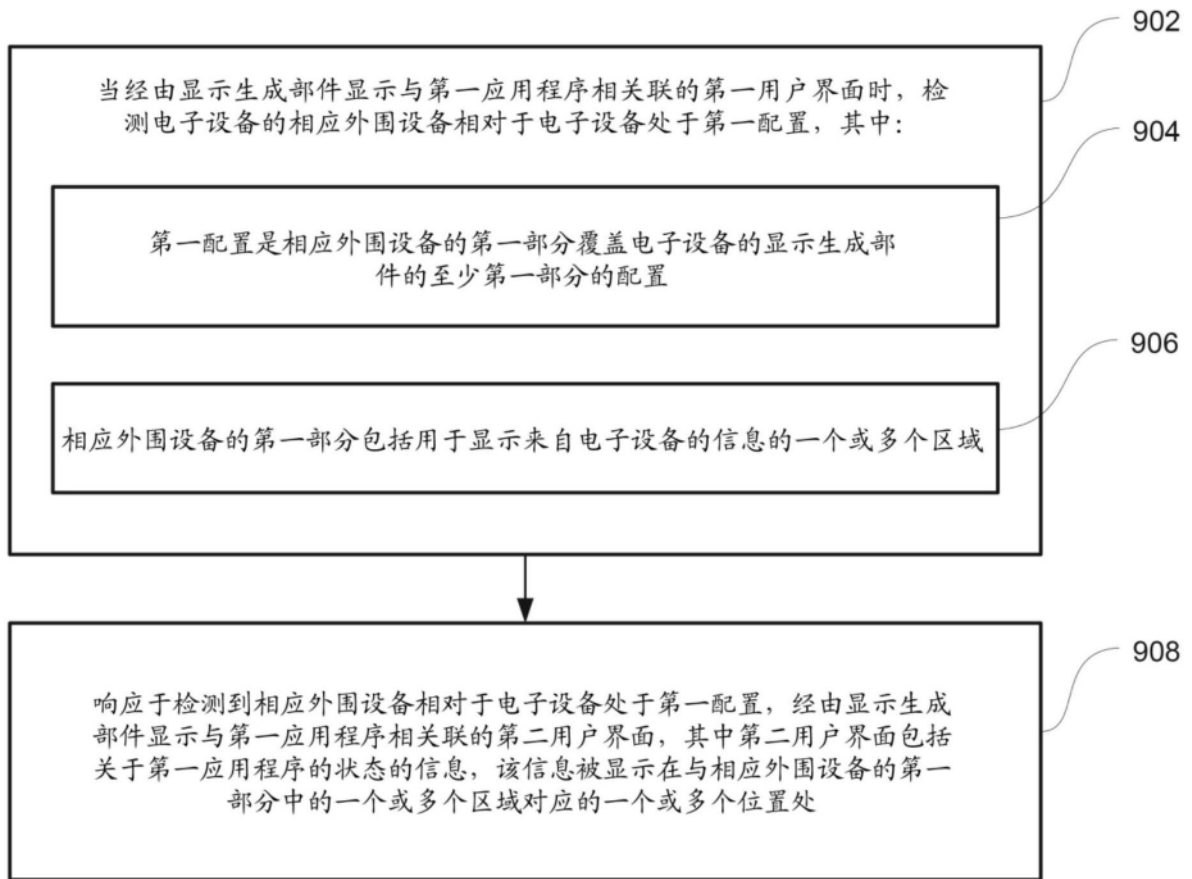 902
当经由显示生成部件显示与第一应用程序相关联的第一用户界面时，检
测电子设备的相应外围设备相对于电子设备处于第一配置，其中：
904
第一配置是相应外围设备的第一部分覆盖电子设备的显示生成部
件的至少第一部分的配置
906
相应外围设备的第一部分包括用于显示来自电子设备的信息的一个或多个区域
908
响应于检测到相应外围设备相对于电子设备处于第一配置，经由显示生成
部件显示与第一应用程序相关联的第二用户界面，其中第二用户界面包括
关于第一应用程序的状态的信息，该信息被显示在与相应外围设备的第一
部分中的一个或多个区域对应的一个或多个位置处